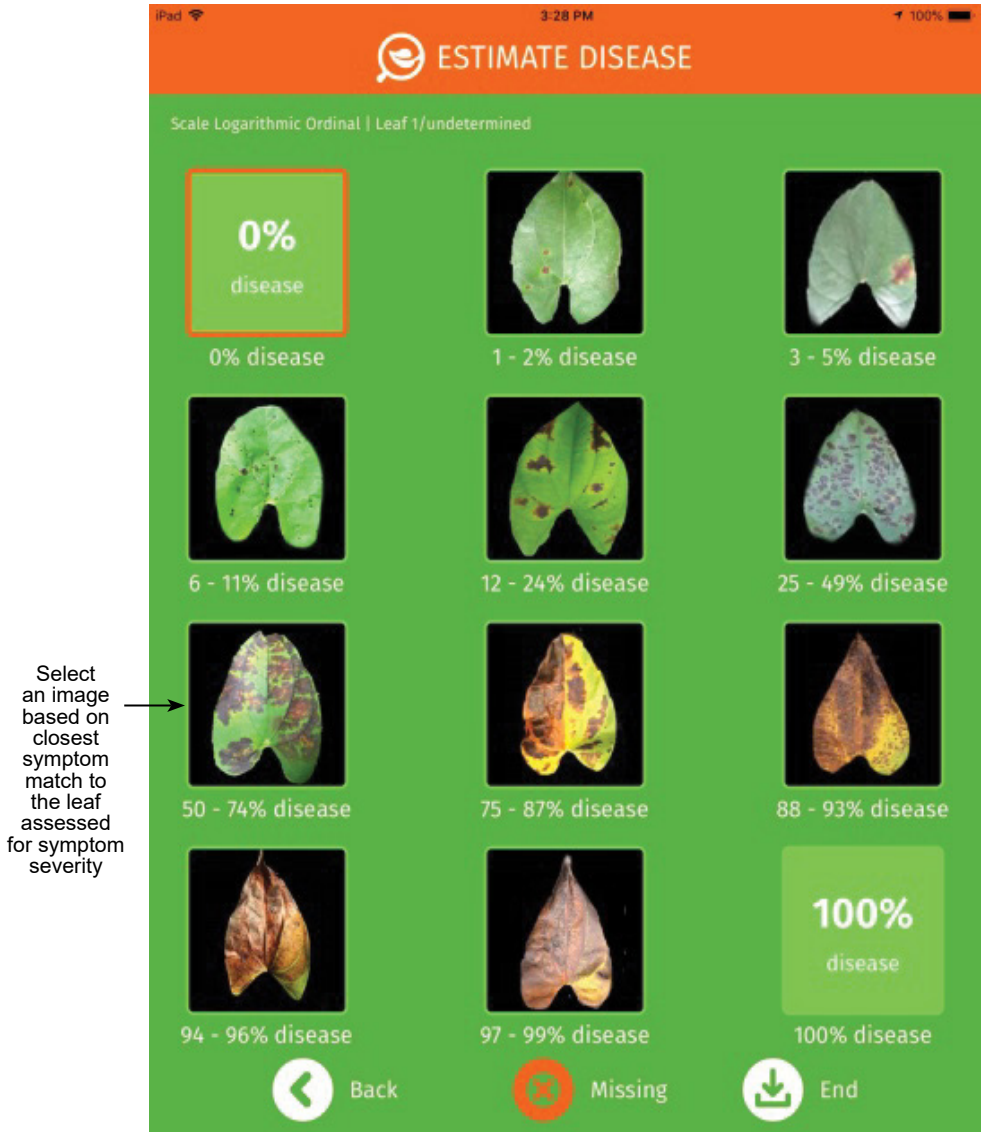 iPad
3:28 PM
100%
ESTIMATE DISEASE
Scale Logarithmic Ordinal | Leaf 1/undetermined
0%
disease
0% disease
1 - 2% disease
3 - 5% disease
6 - 11% disease
12 - 24% disease
25 - 49% disease
Select
an image
based on
closest
symptom
match to
the leaf
assessed
for symptom
severity
50 - 74% disease
75 - 87% disease
88 - 93% disease
100%
disease
94 - 96% disease
97 - 99% disease
100% disease
Back
Missing
End